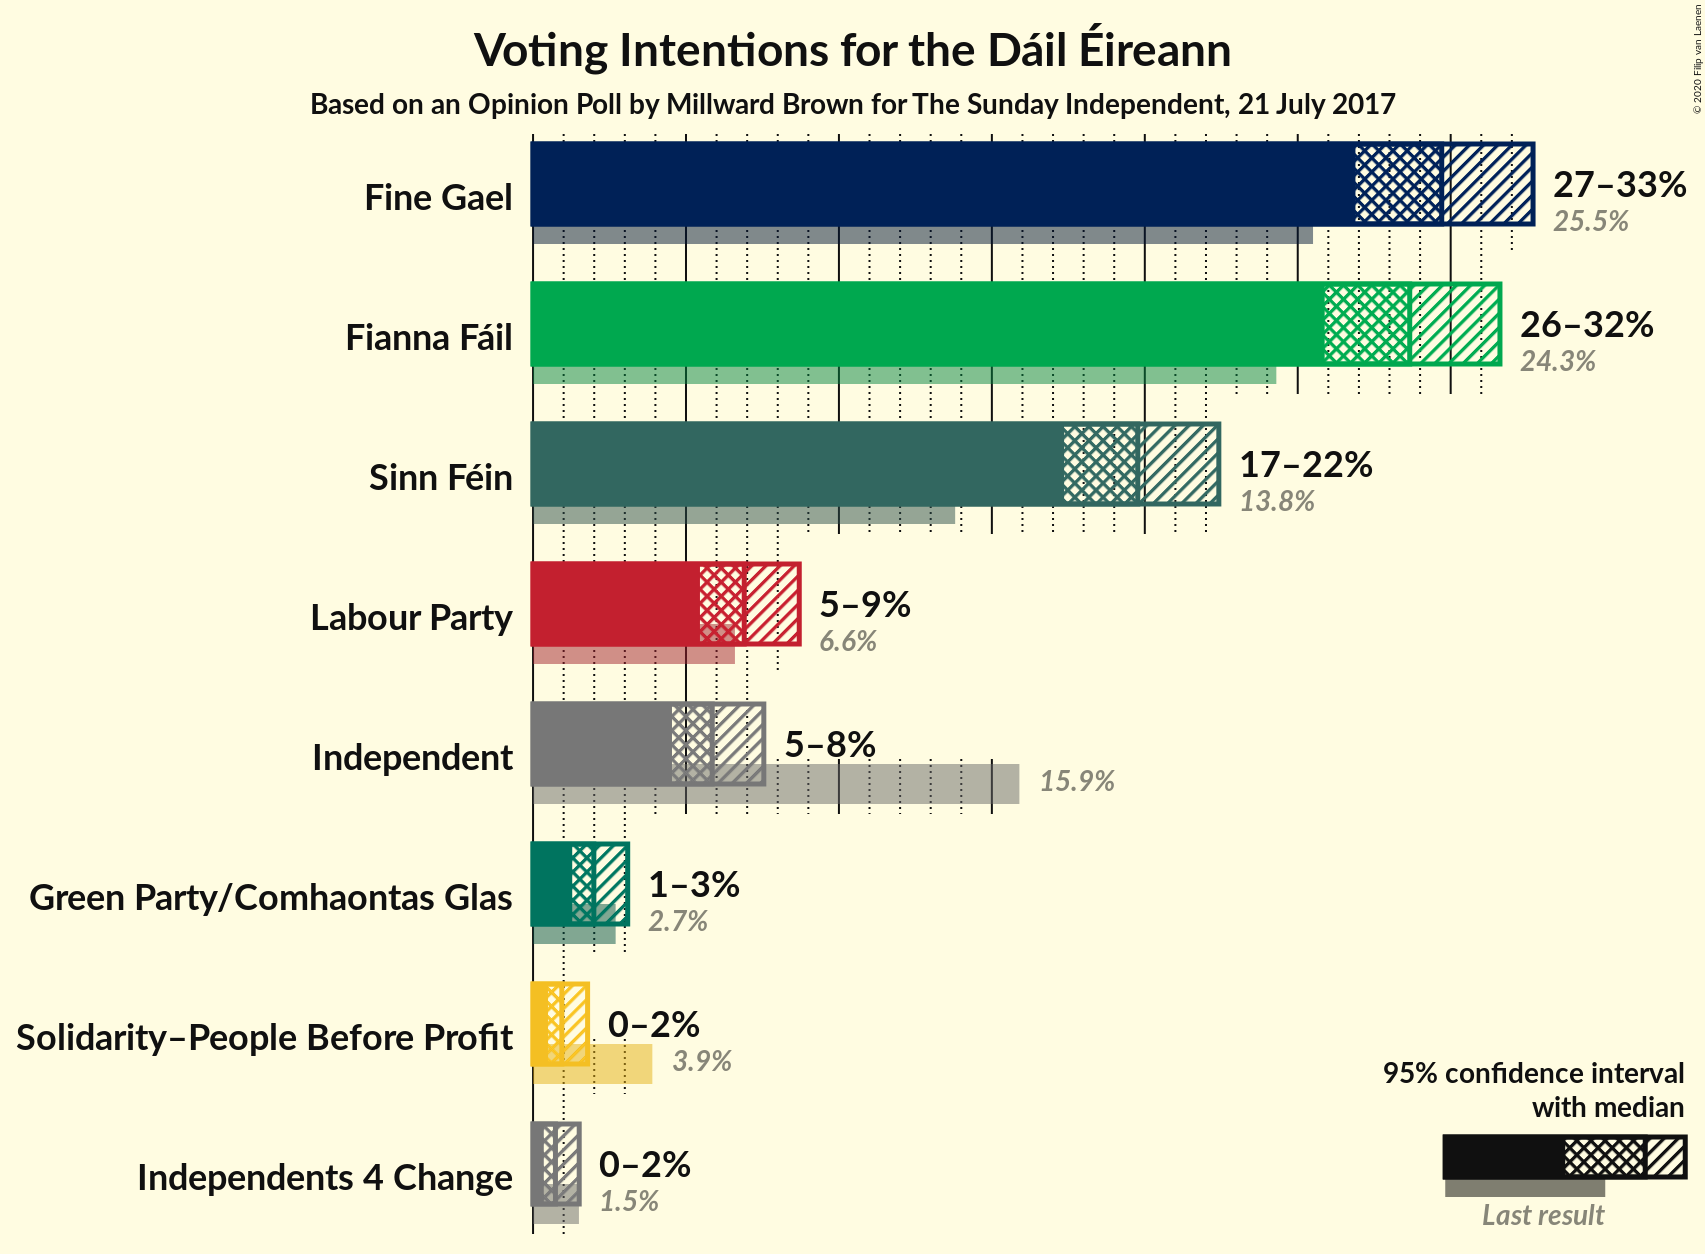 Voting Intentions for the Dáil Éireann
Based on an Opinion Poll by Millward Brown for The Sunday Independent, 21 July 2017
© 2020 Filip van Laenen
Fine Gael
27–33%
25.5%
Fianna Fáil
26–32%
24.3%
Sinn Féin
17–22%
13.8%
Labour Party
5–9%
6.6%
Independent
5–8%
15.9%
Green Party/Comhaontas Glas
1–3%
2.7%
Solidarity–People Before Profit
0–2%
3.9%
Independents 4 Change
0–2%
1.5%
95% confidence interval
with median
Last result